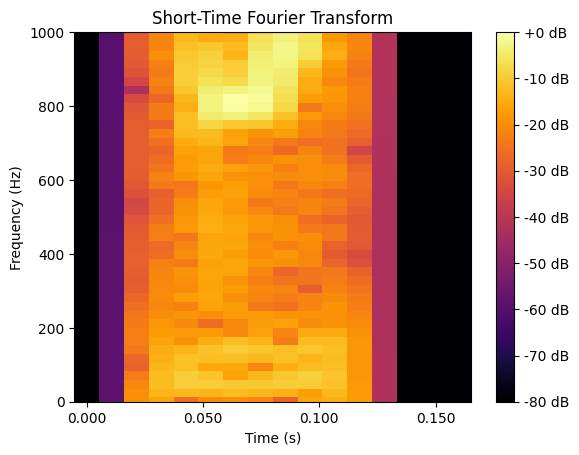 Short-Time Fourier Transform
Frequency (Hz)
1000
800
600
400
200
0
0.000
0.050
0.100
0.150
Time (s)
+0 dB
-10 dB
-20 dB
-30 dB
-40 dB
-50 dB
-60 dB
-70 dB
-80 dB